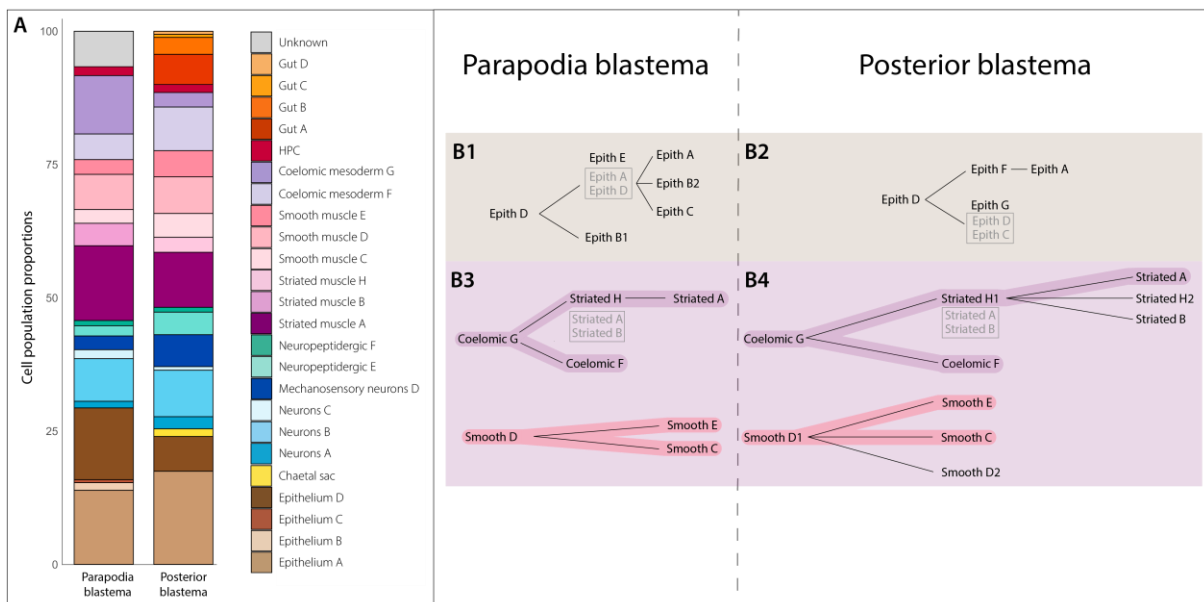 A
100
75
50
25
0
Cell population proportions
Parapodia
blastema
Posterior
blastema
Unknown
Gut D
Gut C
Gut B
Gut A
HPC
Coelomic mesoderm G
Coelomic mesoderm F
Smooth muscle E
Smooth muscle D
Smooth muscle C
Striated muscle H
Striated muscle B
Striated muscle A
Neuropeptidergic F
Neuropeptidergic E
Mechanosensory neurons D
Neurons C
Neurons B
Neurons A
Chaetal sac
Epithelium D
Epithelium C
Epithelium B
Epithelium A
Parapodia blastema
Posterior blastema
B1
Epith D
Epith E
Epith A
Epith D
Epith B1
Epith A
Epith B2
Epith C
B2
Epith D
Epith F
Epith A
Epith G
Epith D
Epith C
B3
Coelomic G
Striated H
Striated A
Striated A
Striated B
Coelomic F
Smooth D
Smooth E
Smooth C
B4
Coelomic G
Striated H1
Striated A
Striated B
Striated A
Striated H2
Striated B
Coelomic F
Smooth D1
Smooth E
Smooth C
Smooth D2